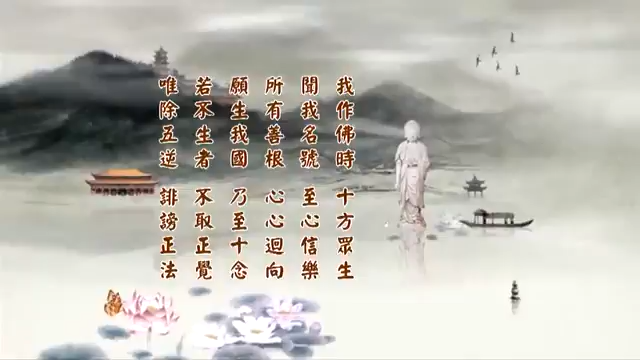 我作佛時 十方眾生
聞我名號 至心信樂
所有善根 心心迴向
願生我國 乃至十念
若不生者 不取正覺
唯除五逆 誹謗正法